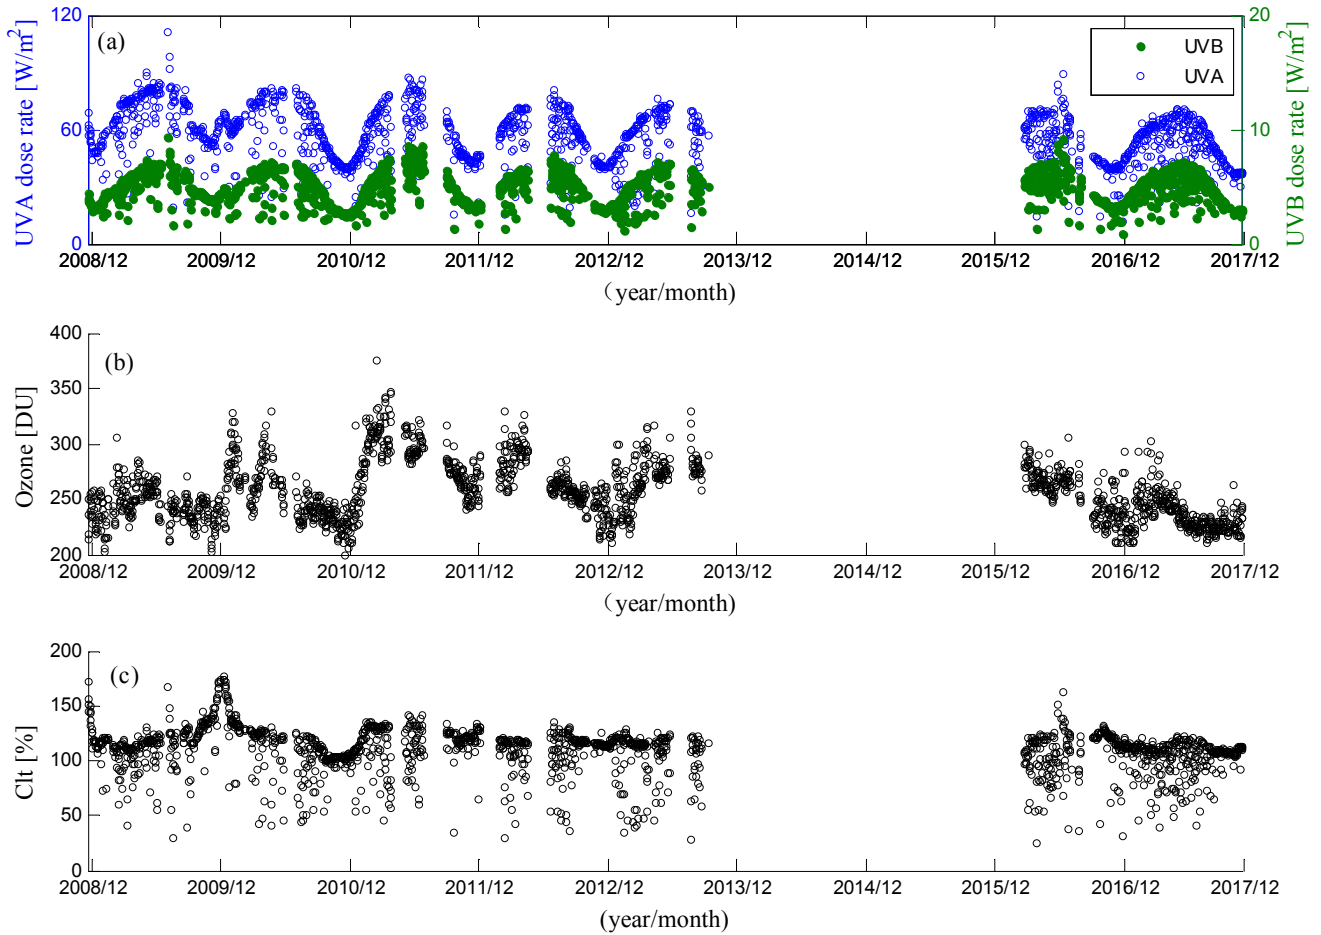 120
20
(a)
UVB
UVA
60
10
0
0
UVA dose rate [W/m²]
UVB dose rate [W/m²]
2008/12 2009/12 2010/12 2011/12 2012/12 2013/12 2014/12 2015/12 2016/12 2017/12
（year/month)
400
(b)
350
300
250
200
Ozone [DU]
2008/12 2009/12 2010/12 2011/12 2012/12 2013/12 2014/12 2015/12 2016/12 2017/12
（year/month)
200
(c)
150
100
50
0
Clt [%]
2008/12 2009/12 2010/12 2011/12 2012/12 2013/12 2014/12 2015/12 2016/12 2017/12
(year/month)